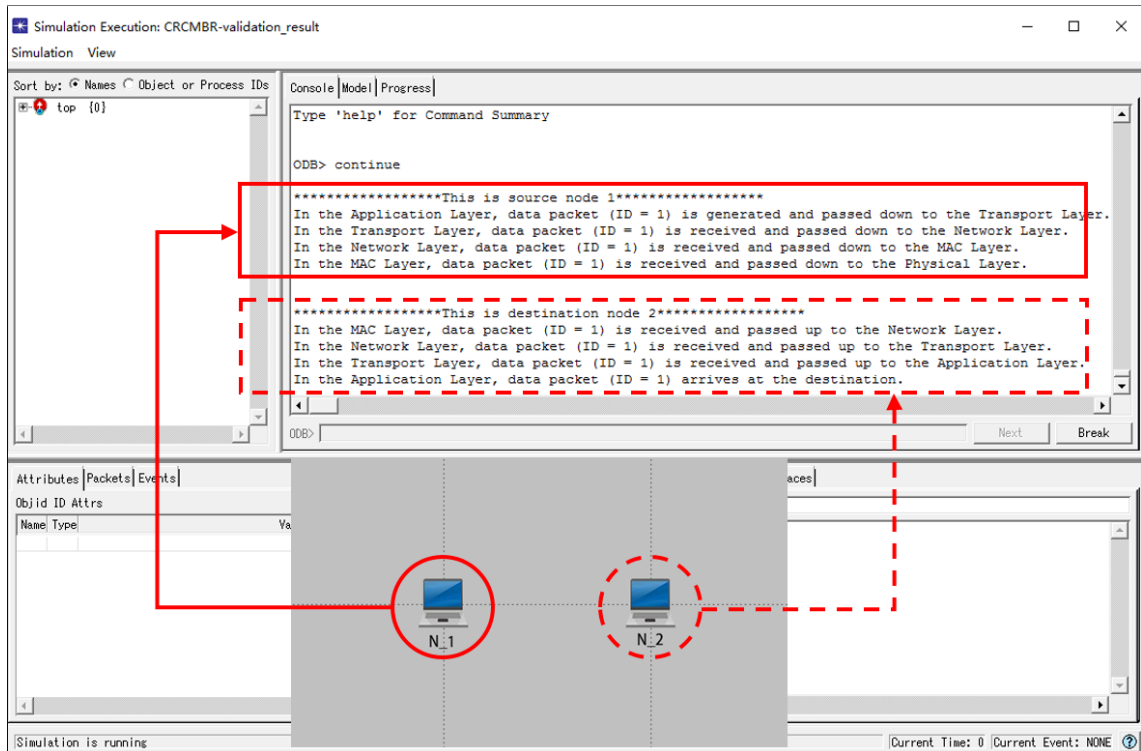 Simulation Execution: CRCMBR-validation_result
Simulation View
Sort by: Names Object or Process IDs
top {0}
Console Model Progress
Type 'help' for Command Summary
ODB> continue
******************This is source node 1******************
In the Application Layer, data packet (ID = 1) is generated and passed down to the Transport Layer.
In the Transport Layer, data packet (ID = 1) is received and passed down to the Network Layer.
In the Network Layer, data packet (ID = 1) is received and passed down to the MAC Layer.
In the MAC Layer, data packet (ID = 1) is received and passed down to the Physical Layer.
******************This is destination node 2******************
In the MAC Layer, data packet (ID = 1) is received and passed up to the Network Layer.
In the Network Layer, data packet (ID = 1) is received and passed up to the Transport Layer.
In the Transport Layer, data packet (ID = 1) is received and passed up to the Application Layer.
In the Application Layer, data packet (ID = 1) arrives at the destination.
ODB>
Next Break
Attributes Packets Events
aces
Objid ID Attrs
Name Type Va
N_1
N_2
Simulation is running
Current Time: 0 Current Event: NONE